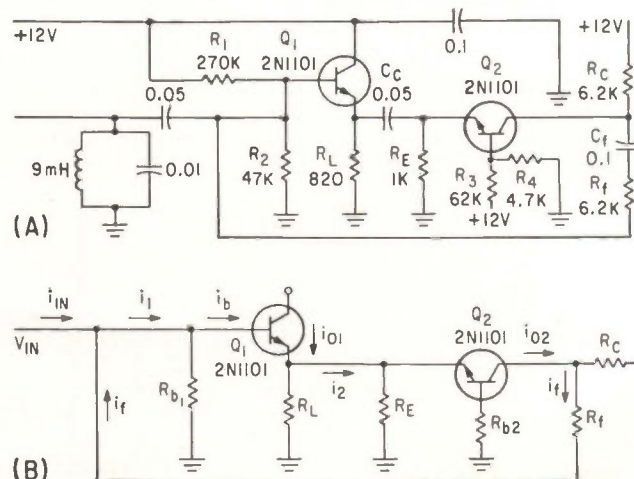 +12V
R1
270K
Q1
2N1101
CC
0.05
0.1
Q2
2N1101
+12V
RC
6.2K
0.05
9mH
0.01
R2
47K
RL
820
RE
1K
R3
62K
+12V
R4
4.7K
Cf
0.1
Rf
6.2K
(A)
iIN
i1
ib
VIN
Q1
2N1101
iO1
i2
Q2
2N1101
iO2
RC
if
Rb1
RL
RE
Rb2
if
Rf
(B)